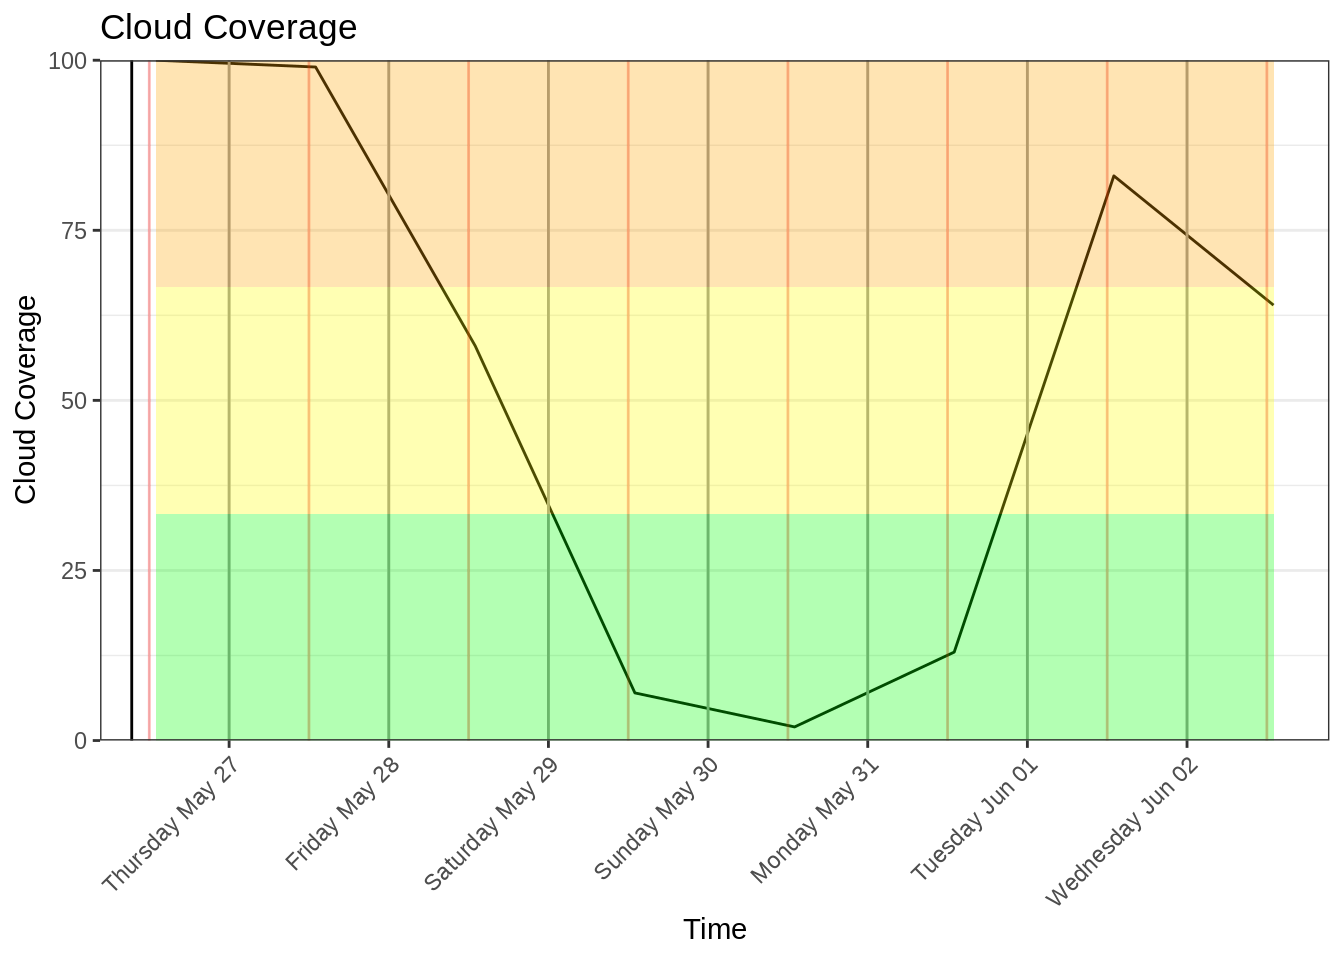 Cloud Coverage
100
75
50
25
0
Cloud Coverage
Thursday May 27
Friday May 28
Saturday May 29
Sunday May 30
Monday May 31
Tuesday Jun 01
Wednesday Jun 02
Time